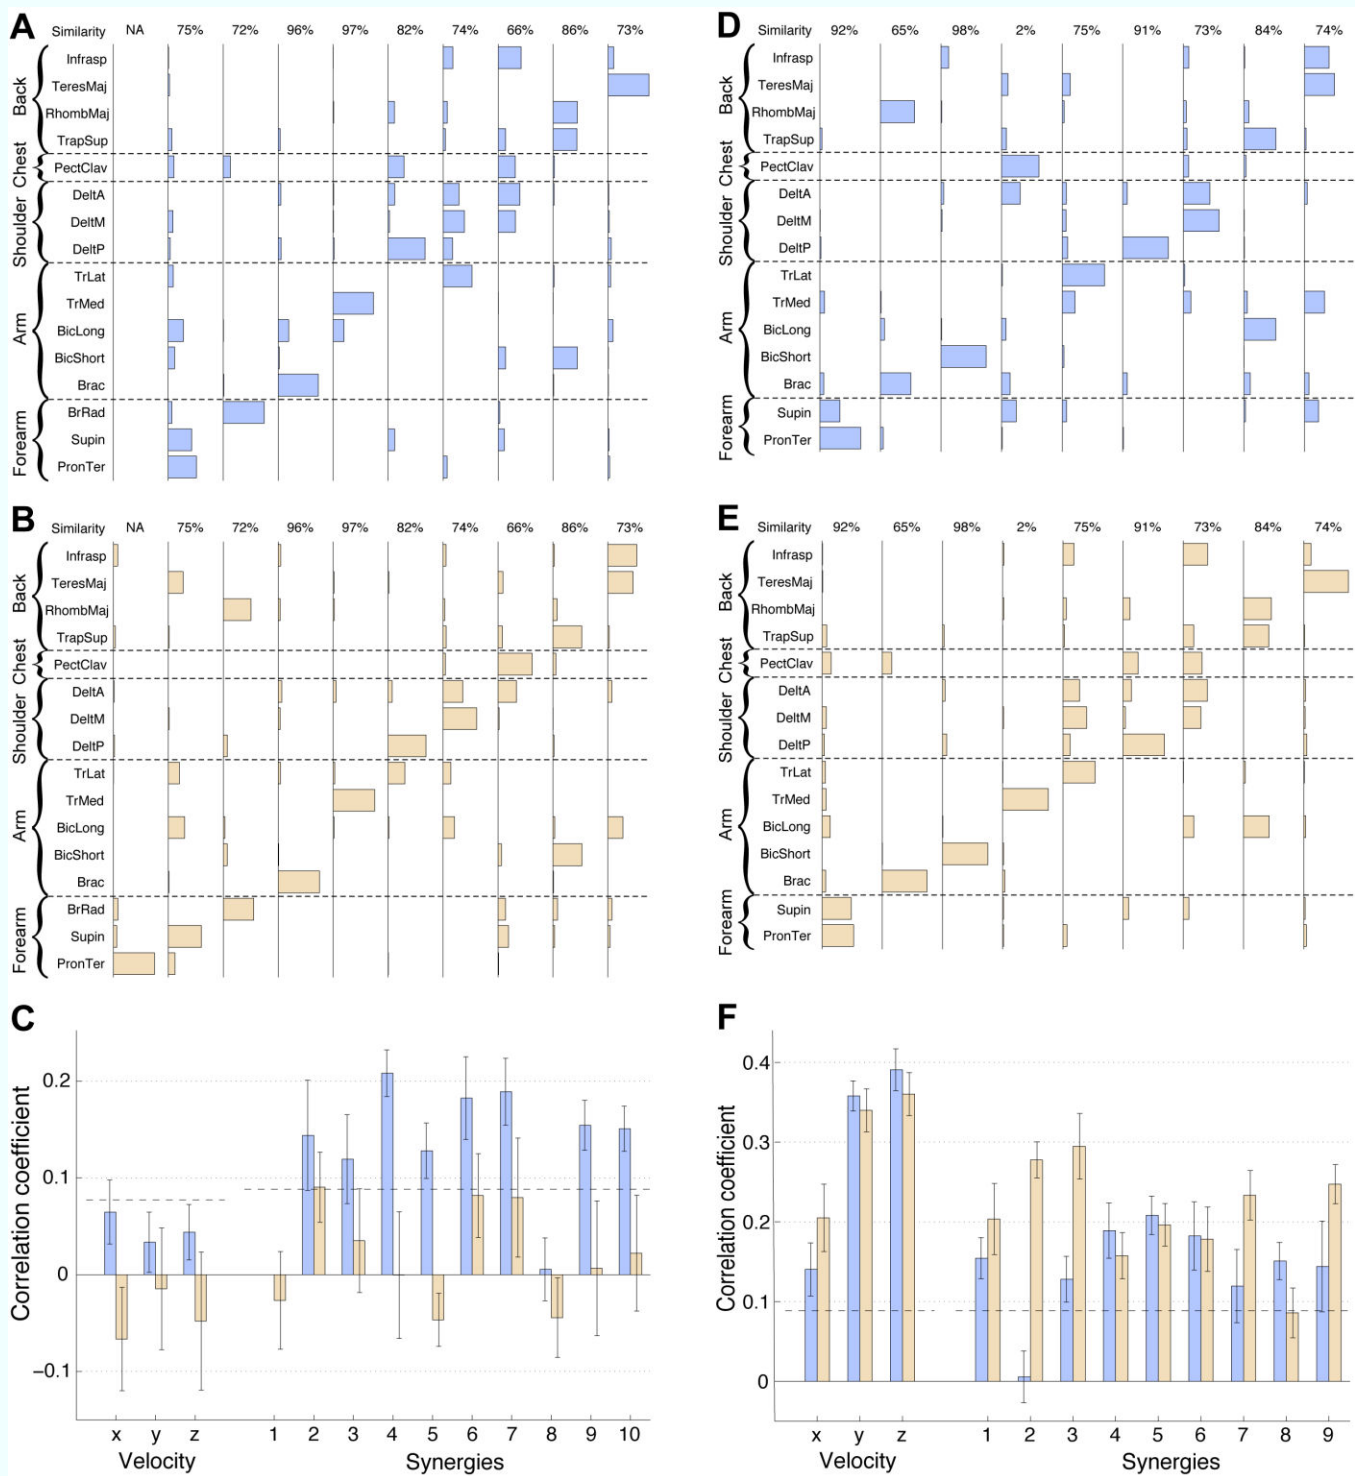 A
Similarity NA 75% 72% 96% 97% 82% 74% 66% 86% 73%
Back
Infrasp
TeresMaj
RhombMaj
TrapSup
Chest
PectClav
Shoulder
DeltA
DeltM
DeltP
Arm
TrLat
TrMed
BicLong
BicShort
Brac
Forearm
BrRad
Supin
PronTer
B
Similarity NA 75% 72% 96% 97% 82% 74% 66% 86% 73%
Back
Infrasp
TeresMaj
RhombMaj
TrapSup
Chest
PectClav
Shoulder
DeltA
DeltM
DeltP
Arm
TrLat
TrMed
BicLong
BicShort
Brac
Forearm
BrRad
Supin
PronTer
C
Correlation coefficient
0.2
0.1
0
−0.1
x y z 1 2 3 4 5 6 7 8 9 10
Velocity Synergies
D
Similarity 92% 65% 98% 2% 75% 91% 73% 84% 74%
Back
Infrasp
TeresMaj
RhombMaj
TrapSup
Chest
PectClav
Shoulder
DeltA
DeltM
DeltP
Arm
TrLat
TrMed
BicLong
BicShort
Brac
Forearm
Supin
PronTer
E
Similarity 92% 65% 98% 2% 75% 91% 73% 84% 74%
Back
Infrasp
TeresMaj
RhombMaj
TrapSup
Chest
PectClav
Shoulder
DeltA
DeltM
DeltP
Arm
TrLat
TrMed
BicLong
BicShort
Brac
Forearm
Supin
PronTer
F
Correlation coefficient
0.4
0.3
0.2
0.1
0
x y z 1 2 3 4 5 6 7 8 9
Velocity Synergies